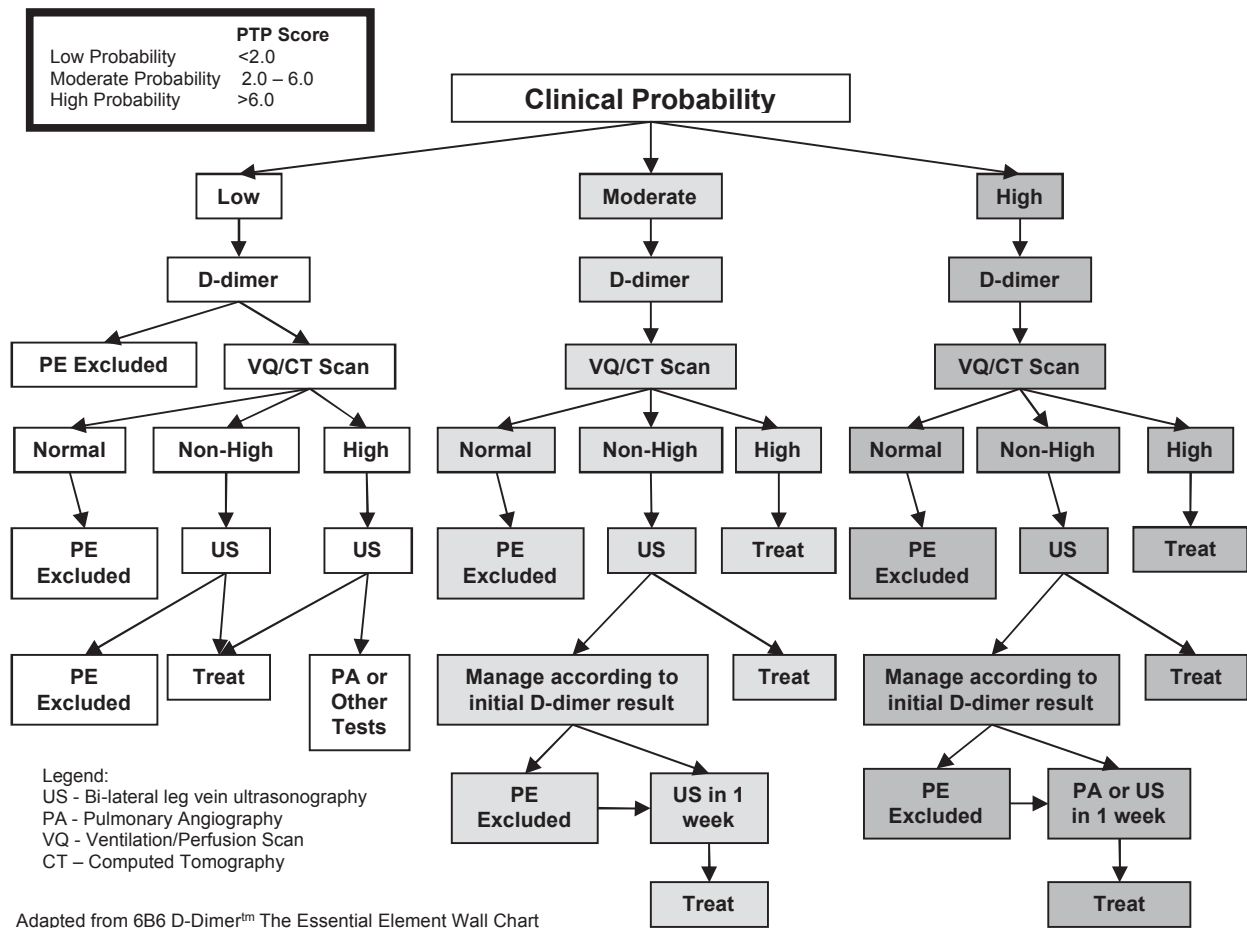 PTP Score
Low Probability <2.0
Moderate Probability 2.0 – 6.0
High Probability >6.0
Clinical Probability
Low
Moderate
High
D-dimer
D-dimer
D-dimer
PE Excluded
VQ/CT Scan
VQ/CT Scan
VQ/CT Scan
Normal
Non-High
High
Normal
Non-High
High
Normal
Non-High
High
PE
Excluded
US
US
PE
Excluded
US
Treat
PE
Excluded
US
Treat
PE
Excluded
Treat
PA or
Other
Tests
Manage according to
initial D-dimer result
Treat
Manage according to
initial D-dimer result
Treat
PE
Excluded
US in 1
week
PE
Excluded
PA or US
in 1 week
Treat
Treat
Legend:
US - Bi-lateral leg vein ultrasonography
PA - Pulmonary Angiography
VQ - Ventilation/Perfusion Scan
CT – Computed Tomography
Adapted from 6B6 D-Dimertm The Essential Element Wall Chart